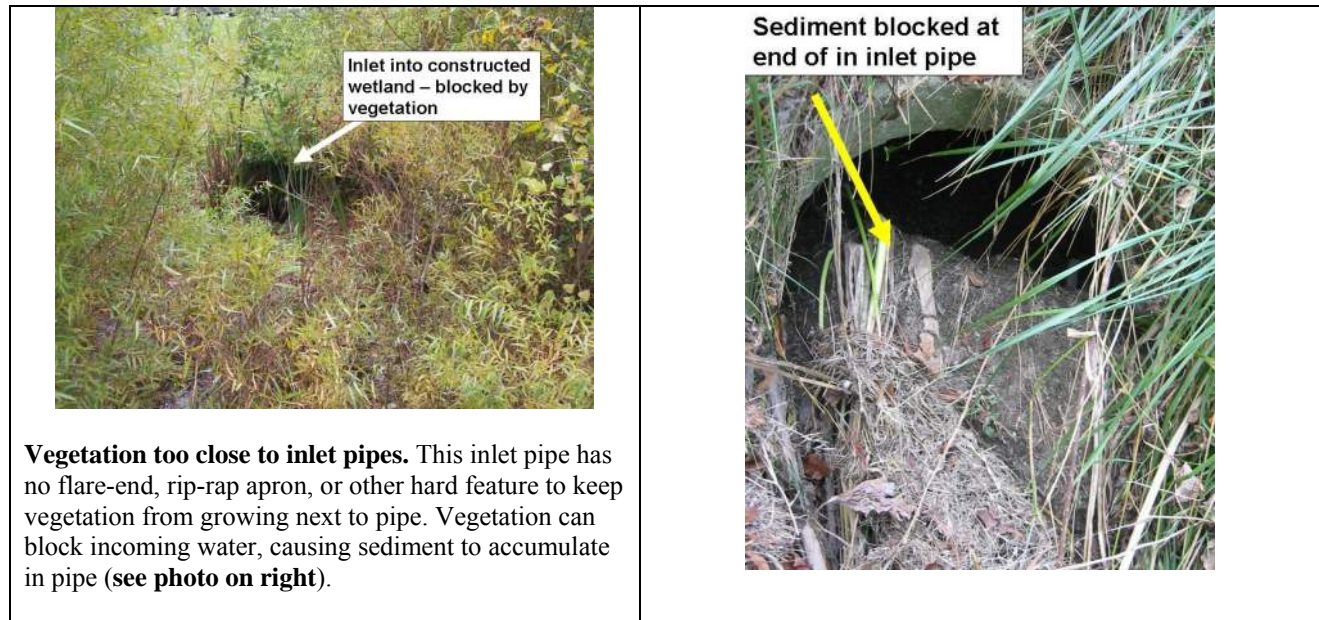 Inlet into constructed
wetland – blocked by
vegetation
Vegetation too close to inlet pipes. This inlet pipe has
no flare-end, rip-rap apron, or other hard feature to keep
vegetation from growing next to pipe. Vegetation can
block incoming water, causing sediment to accumulate
in pipe (see photo on right).
Sediment blocked at
end of in inlet pipe